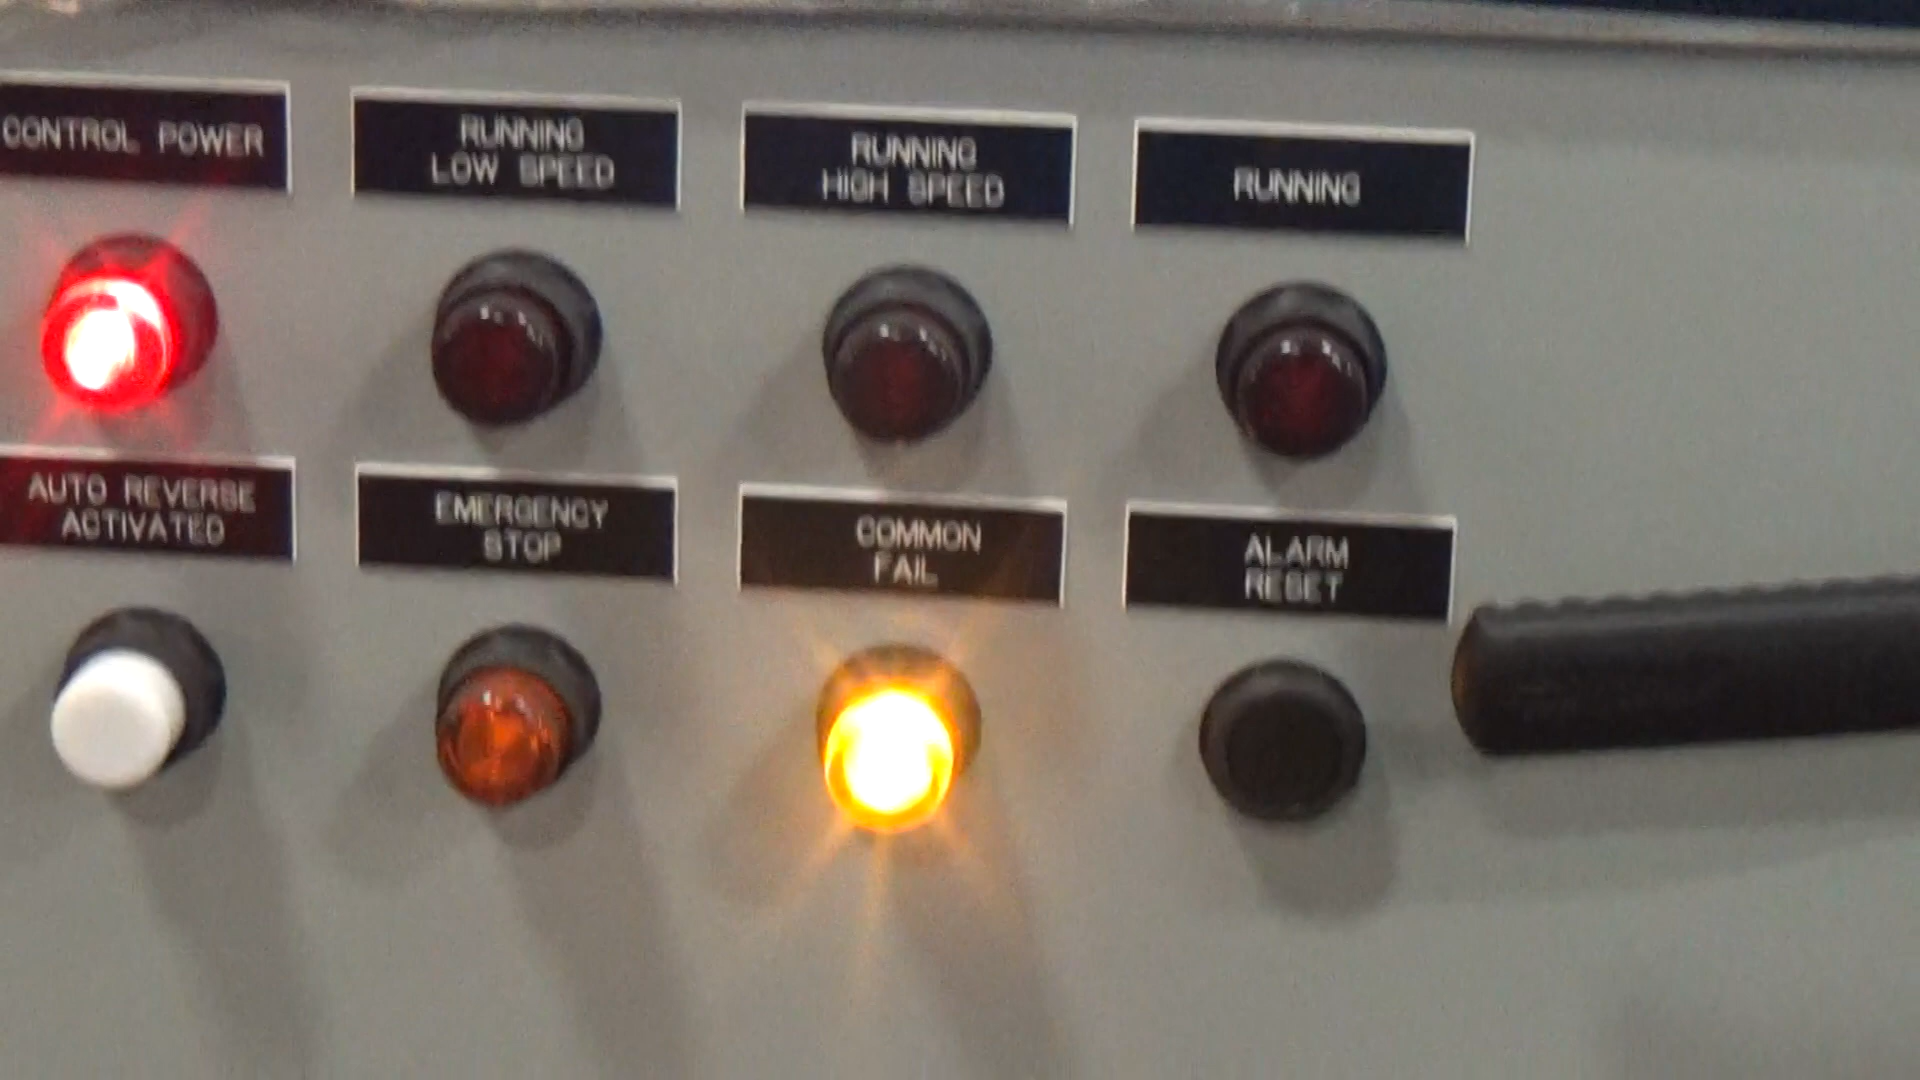 CONTROL POWER
RUNNING
LOW SPEED
RUNNING
HIGH SPEED
RUNNING
AUTO REVERSE
ACTIVATED
EMERGENCY
STOP
COMMON
FAIL
ALARM
RESET